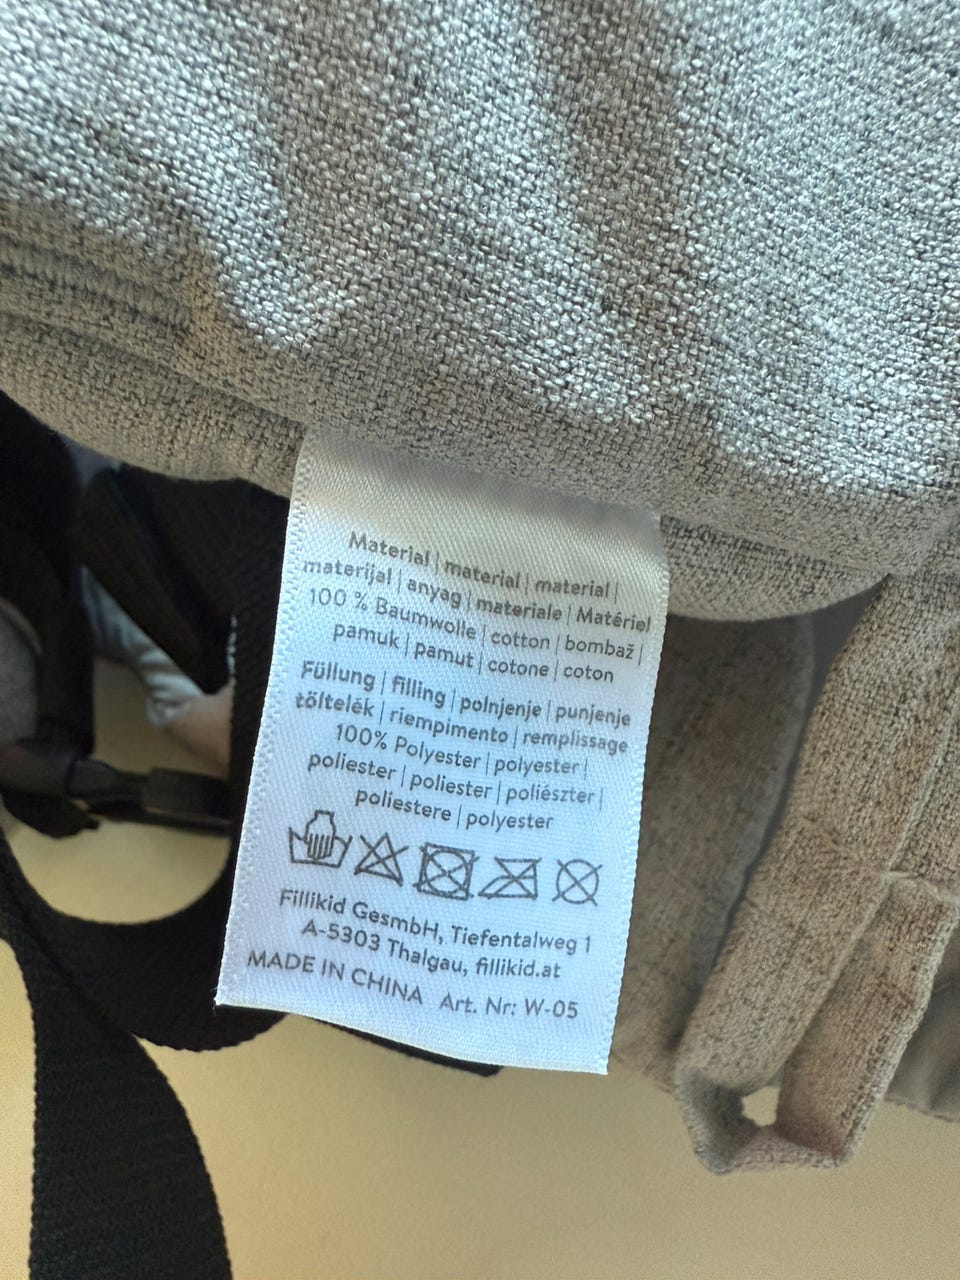 Material | material | material |
materijal | anyag | materiale | Matériel
100 % Baumwolle | cotton | bombaž |
pamuk | pamut | cotone | coton
Füllung | filling | polnjenje | punjenje
töltelék | riempimento | remplissage
100% Polyester | polyester |
poliester | poliester | poliészter |
poliestere | polyester
Fillikid GesmbH, Tiefentalweg 1
A-5303 Thalgau, fillikid.at
MADE IN CHINA Art. Nr: W-05